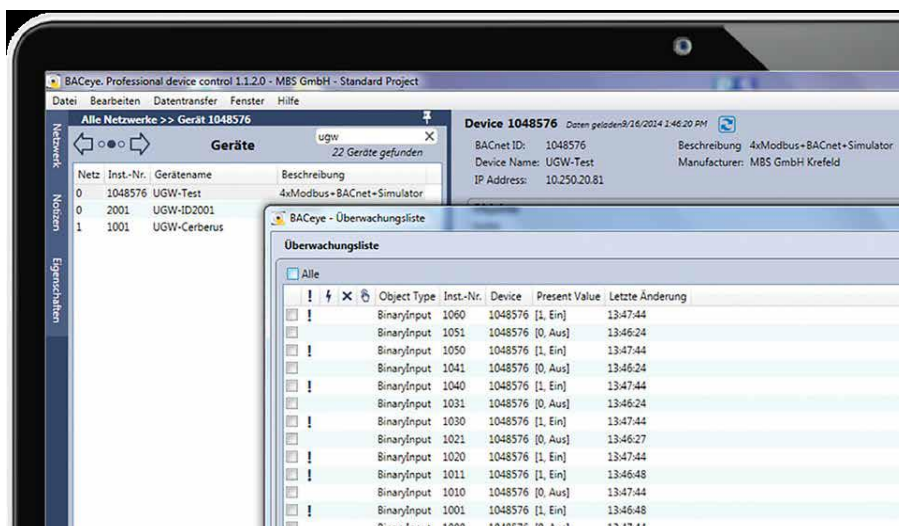 BACeye. Professional device control 1.1.2.0 - MBS GmbH - Standard Project
Datei Bearbeiten Datentransfer Fenster Hilfe
Alle Netzwerke >> Gerät 1048576
Geräte
ugw X
22 Geräte gefunden
Netzwerk
Notizen
Eigenschaften
Netz Inst.-Nr. Gerätename Beschreibung
0 1048576 UGW-Test 4xModbus+BACnet+Simulator
0 2001 UGW-ID2001
1 1001 UGW-Cerberus
Device 1048576 Daten geladen9/16/2014 1:46:20 PM
BACnet ID: 1048576 Beschreibung 4xModbus+BACnet+Simulator
Device Name: UGW-Test Manufacturer: MBS GmbH Krefeld
IP Address: 10.250.20.81
BACeye - Überwachungsliste
Überwachungsliste
Alle
! Object Type Inst.-Nr. Device Present Value Letzte Änderung
! BinaryInput 1060 1048576 [1, Ein] 13:47:44
BinaryInput 1051 1048576 [0, Aus] 13:46:24
! BinaryInput 1050 1048576 [1, Ein] 13:47:44
BinaryInput 1041 1048576 [0, Aus] 13:46:24
! BinaryInput 1040 1048576 [1, Ein] 13:47:44
BinaryInput 1031 1048576 [0, Aus] 13:46:24
! BinaryInput 1030 1048576 [1, Ein] 13:47:44
BinaryInput 1021 1048576 [0, Aus] 13:46:27
! BinaryInput 1020 1048576 [1, Ein] 13:47:44
! BinaryInput 1011 1048576 [1, Ein] 13:46:48
BinaryInput 1010 1048576 [0, Aus] 13:47:44
! BinaryInput 1001 1048576 [1, Ein] 13:46:48